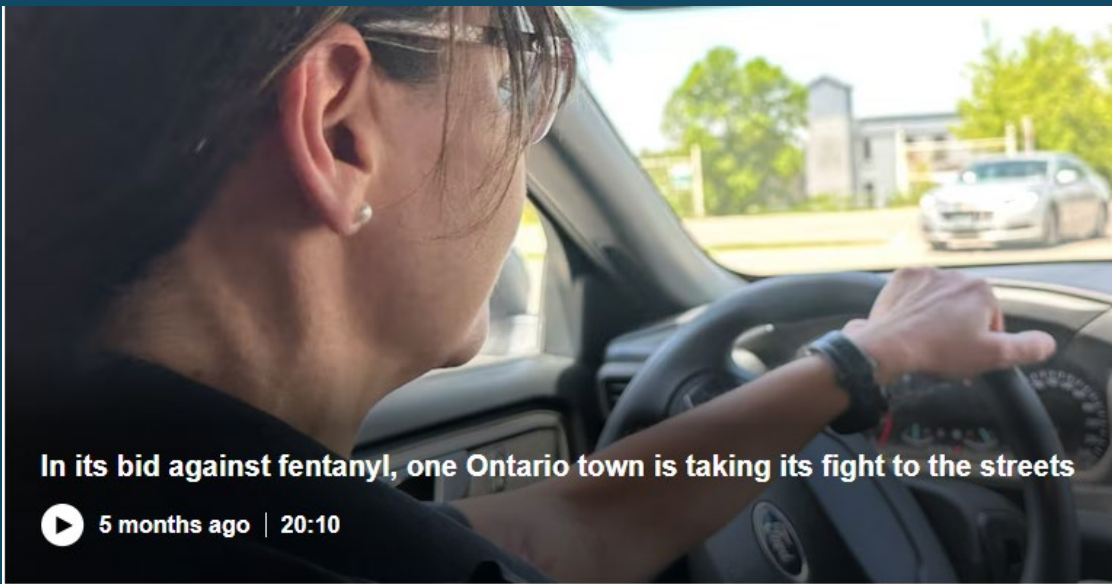 In its bid against fentanyl, one Ontario town is taking its fight to the streets
5 months ago | 20:10
Ford